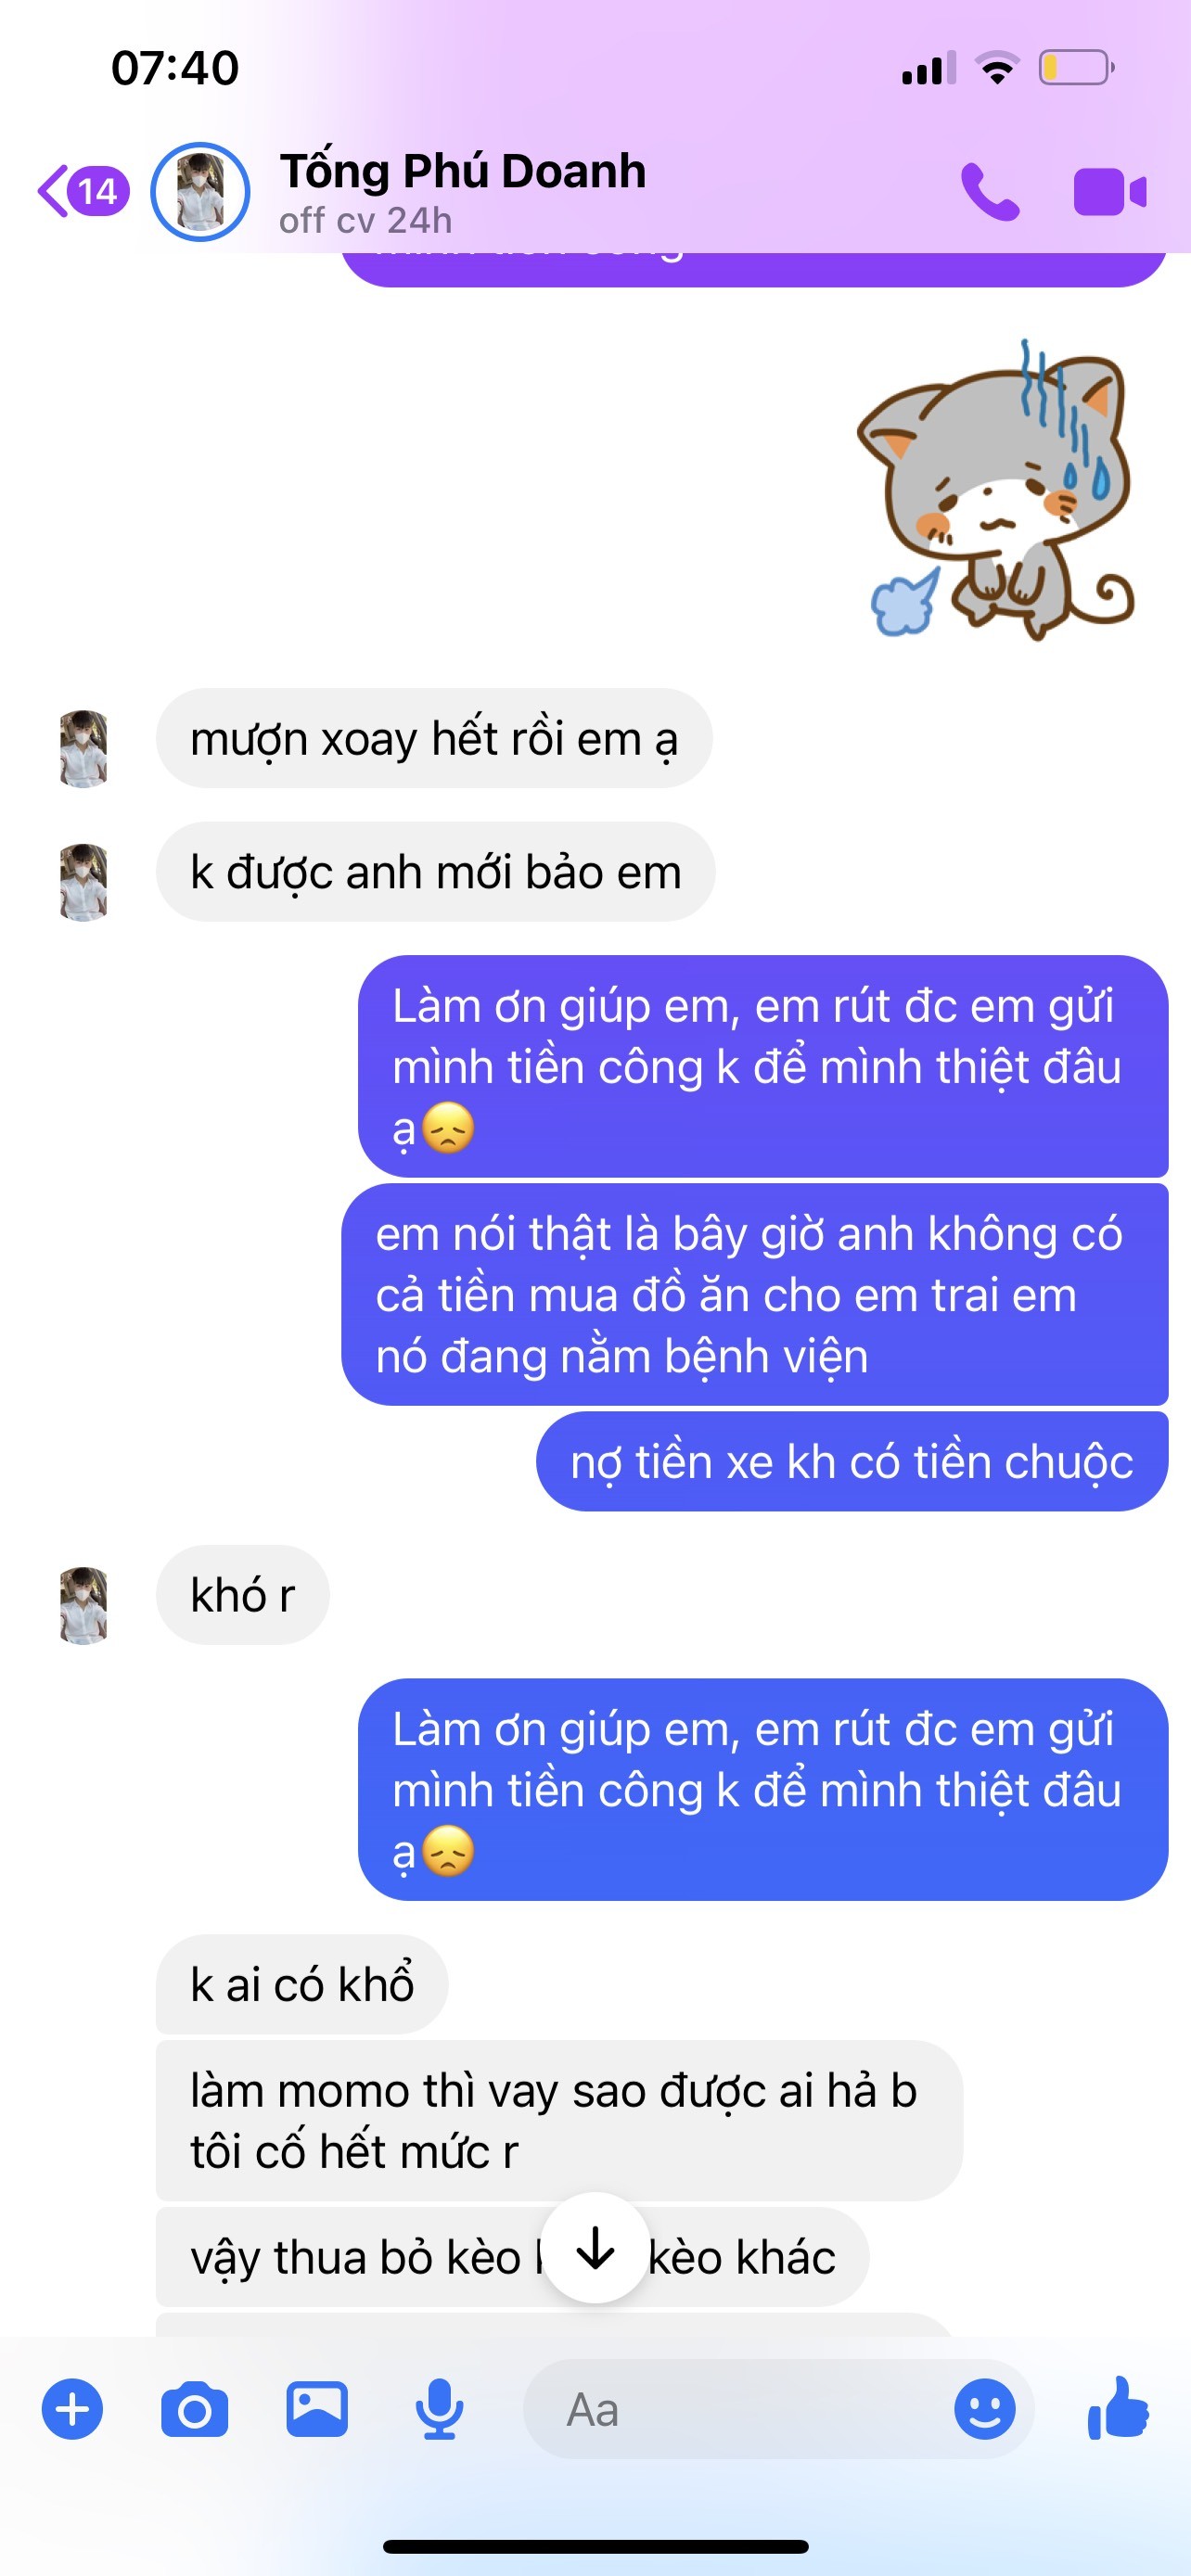 07:40
14
Tống Phú Doanh
off cv 24h
mượn xoay hết rồi em ạ
k được anh mới bảo em
Làm ơn giúp em, em rút đc em gửi
mình tiền công k để mình thiệt đâu
ạ😞
em nói thật là bây giờ anh không có
cả tiền mua đồ ăn cho em trai em
nó đang nằm bệnh viện
nợ tiền xe kh có tiền chuộc
khó r
Làm ơn giúp em, em rút đc em gửi
mình tiền công k để mình thiệt đâu
ạ😞
k ai có khổ
làm momo thì vay sao được ai hả b
tôi cố hết mức r
vậy thua bỏ kèo kèo khác
Aa